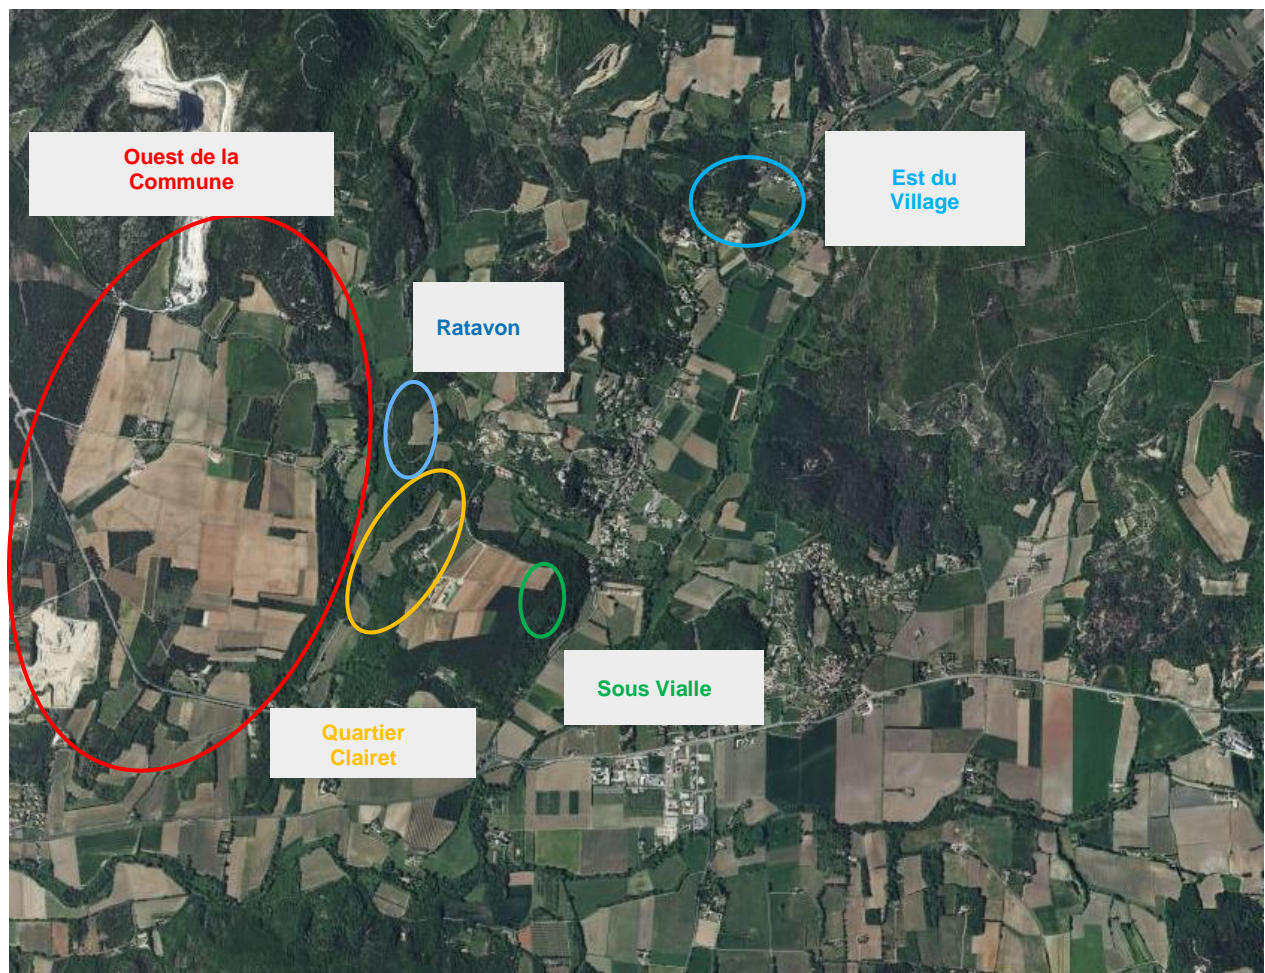 Ouest de la
Commune
Est du
Village
Ratavon
Sous Vialle
Quartier
Clairet